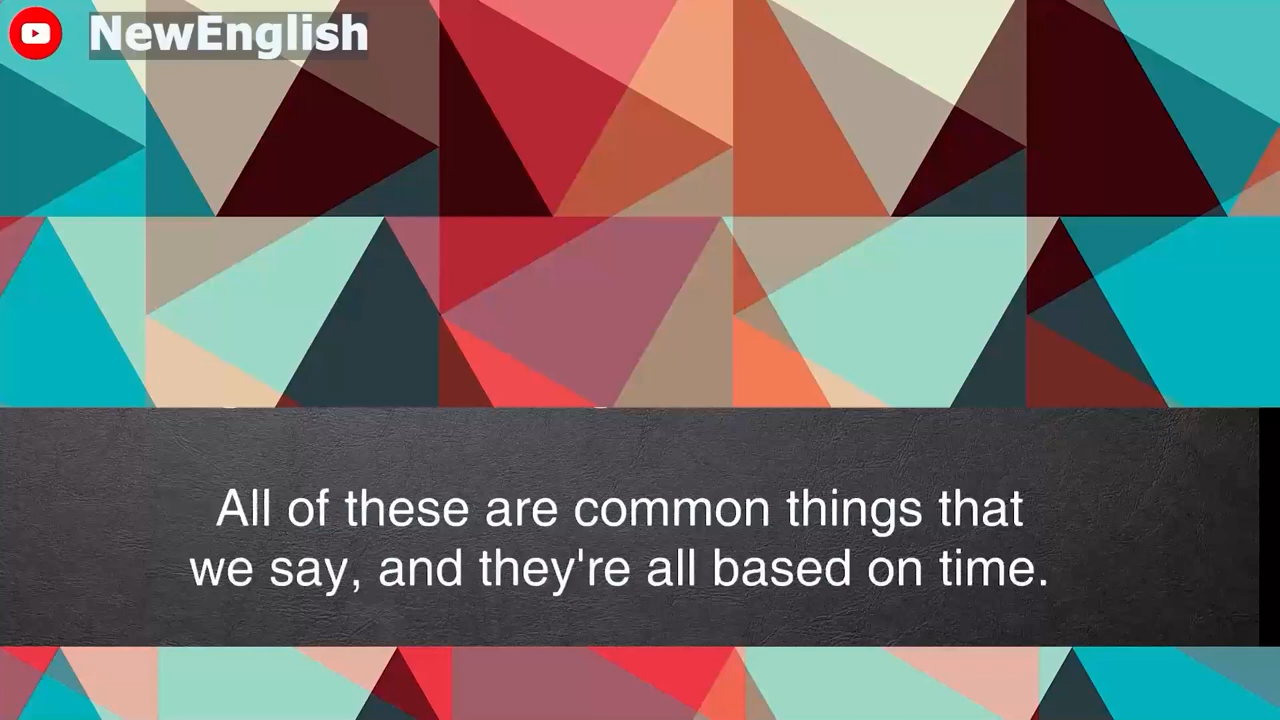 NewEnglish
All of these are common things that
we say, and they're all based on time.